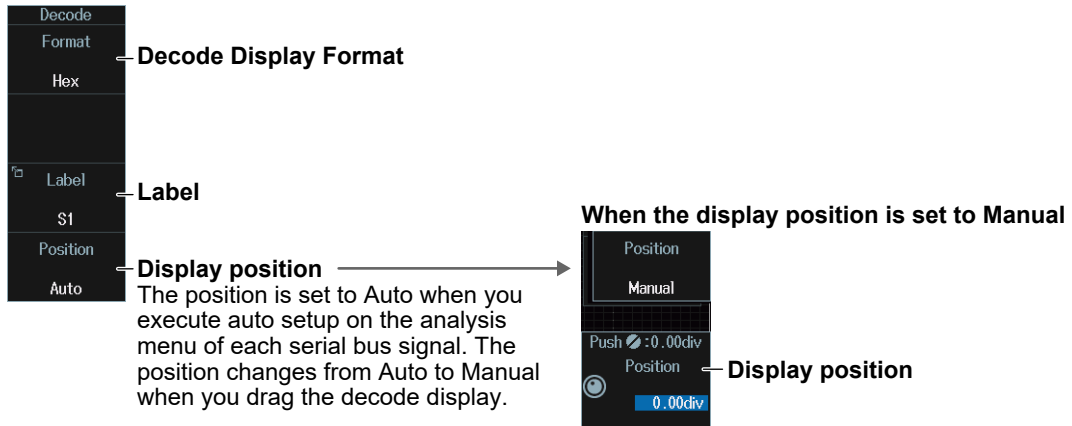 Decode
Format
Hex
Decode Display Format
Label
S1
Label
Position
Auto
Display position
The position is set to Auto when you
execute auto setup on the analysis
menu of each serial bus signal. The
position changes from Auto to Manual
when you drag the decode display.
When the display position is set to Manual
Position
Manual
Push :0.00div
Position
0.00div
Display position